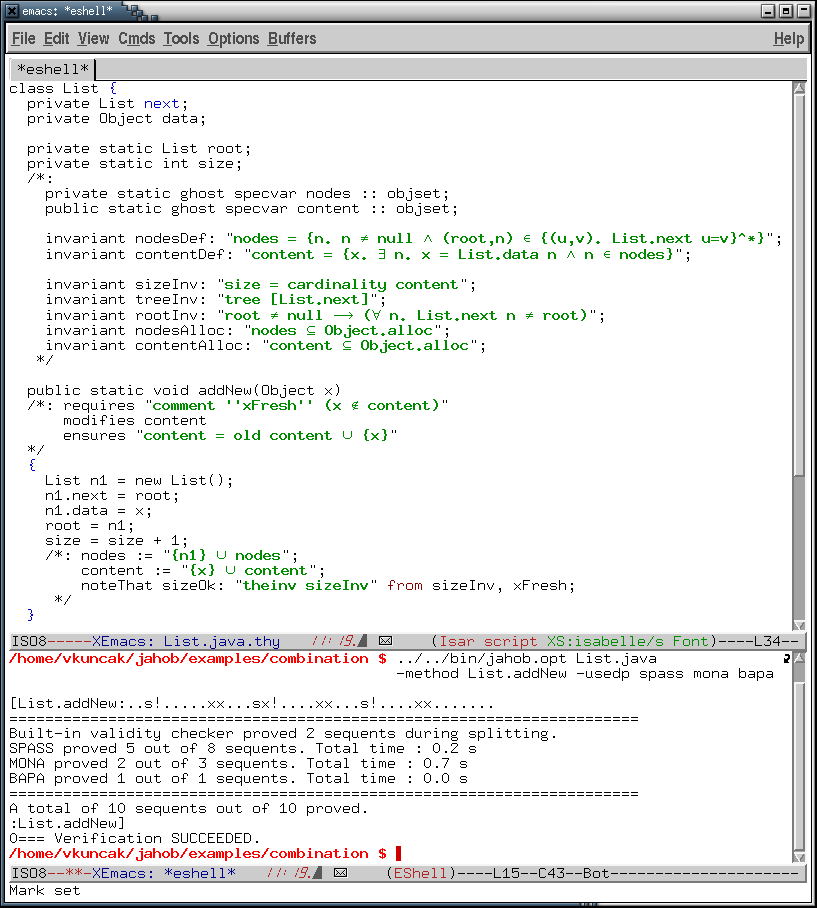 emacs: *eshell*
File Edit View Cmds Tools Options Buffers Help
*eshell*
class List {
  private List next;
  private Object data;

  private static List root;
  private static int size;
  /*:
    private static ghost specvar nodes :: objset;
    public static ghost specvar content :: objset;

    invariant nodesDef: "nodes = {n. n ≠ null ∧ (root,n) ∈ {(u,v). List.next u=v}^*}";
    invariant contentDef: "content = {x. ∃ n. x = List.data n ∧ n ∈ nodes}";

    invariant sizeInv: "size = cardinality content";
    invariant treeInv: "tree [List.next]";
    invariant rootInv: "root ≠ null ⟶ (∀ n. List.next n ≠ root)";
    invariant nodesAlloc: "nodes ⊆ Object.alloc";
    invariant contentAlloc: "content ⊆ Object.alloc";
   */

  public static void addNew(Object x)
  /*: requires "comment ''xFresh'' (x ∉ content)"
      modifies content
      ensures "content = old content ∪ {x}"
  */
  {
    List n1 = new List();
    n1.next = root;
    n1.data = x;
    root = n1;
    size = size + 1;
    /*: nodes := "{n1} ∪ nodes";
        content := "{x} ∪ content";
        noteThat sizeOk: "theinv sizeInv" from sizeInv, xFresh;
     */
  }
ISO8-----XEmacs: List.java.thy 11:19. (Isar script XS:isabelle/s Font)----L34--
/home/vkuncak/jahob/examples/combination $ ../../bin/jahob.opt List.java
-method List.addNew -usedp spass mona bapa

[List.addNew:..s!.....xx...sx!....xx...s!....xx.......
======================================================================
Built-in validity checker proved 2 sequents during splitting.
SPASS proved 5 out of 8 sequents. Total time : 0.2 s
MONA proved 2 out of 3 sequents. Total time : 0.7 s
BAPA proved 1 out of 1 sequents. Total time : 0.0 s
======================================================================
A total of 10 sequents out of 10 proved.
:List.addNew]
0=== Verification SUCCEEDED.
/home/vkuncak/jahob/examples/combination $
ISO8--**-XEmacs: *eshell* 11:19. (EShell)----L15--C43--Bot---------------------
Mark set